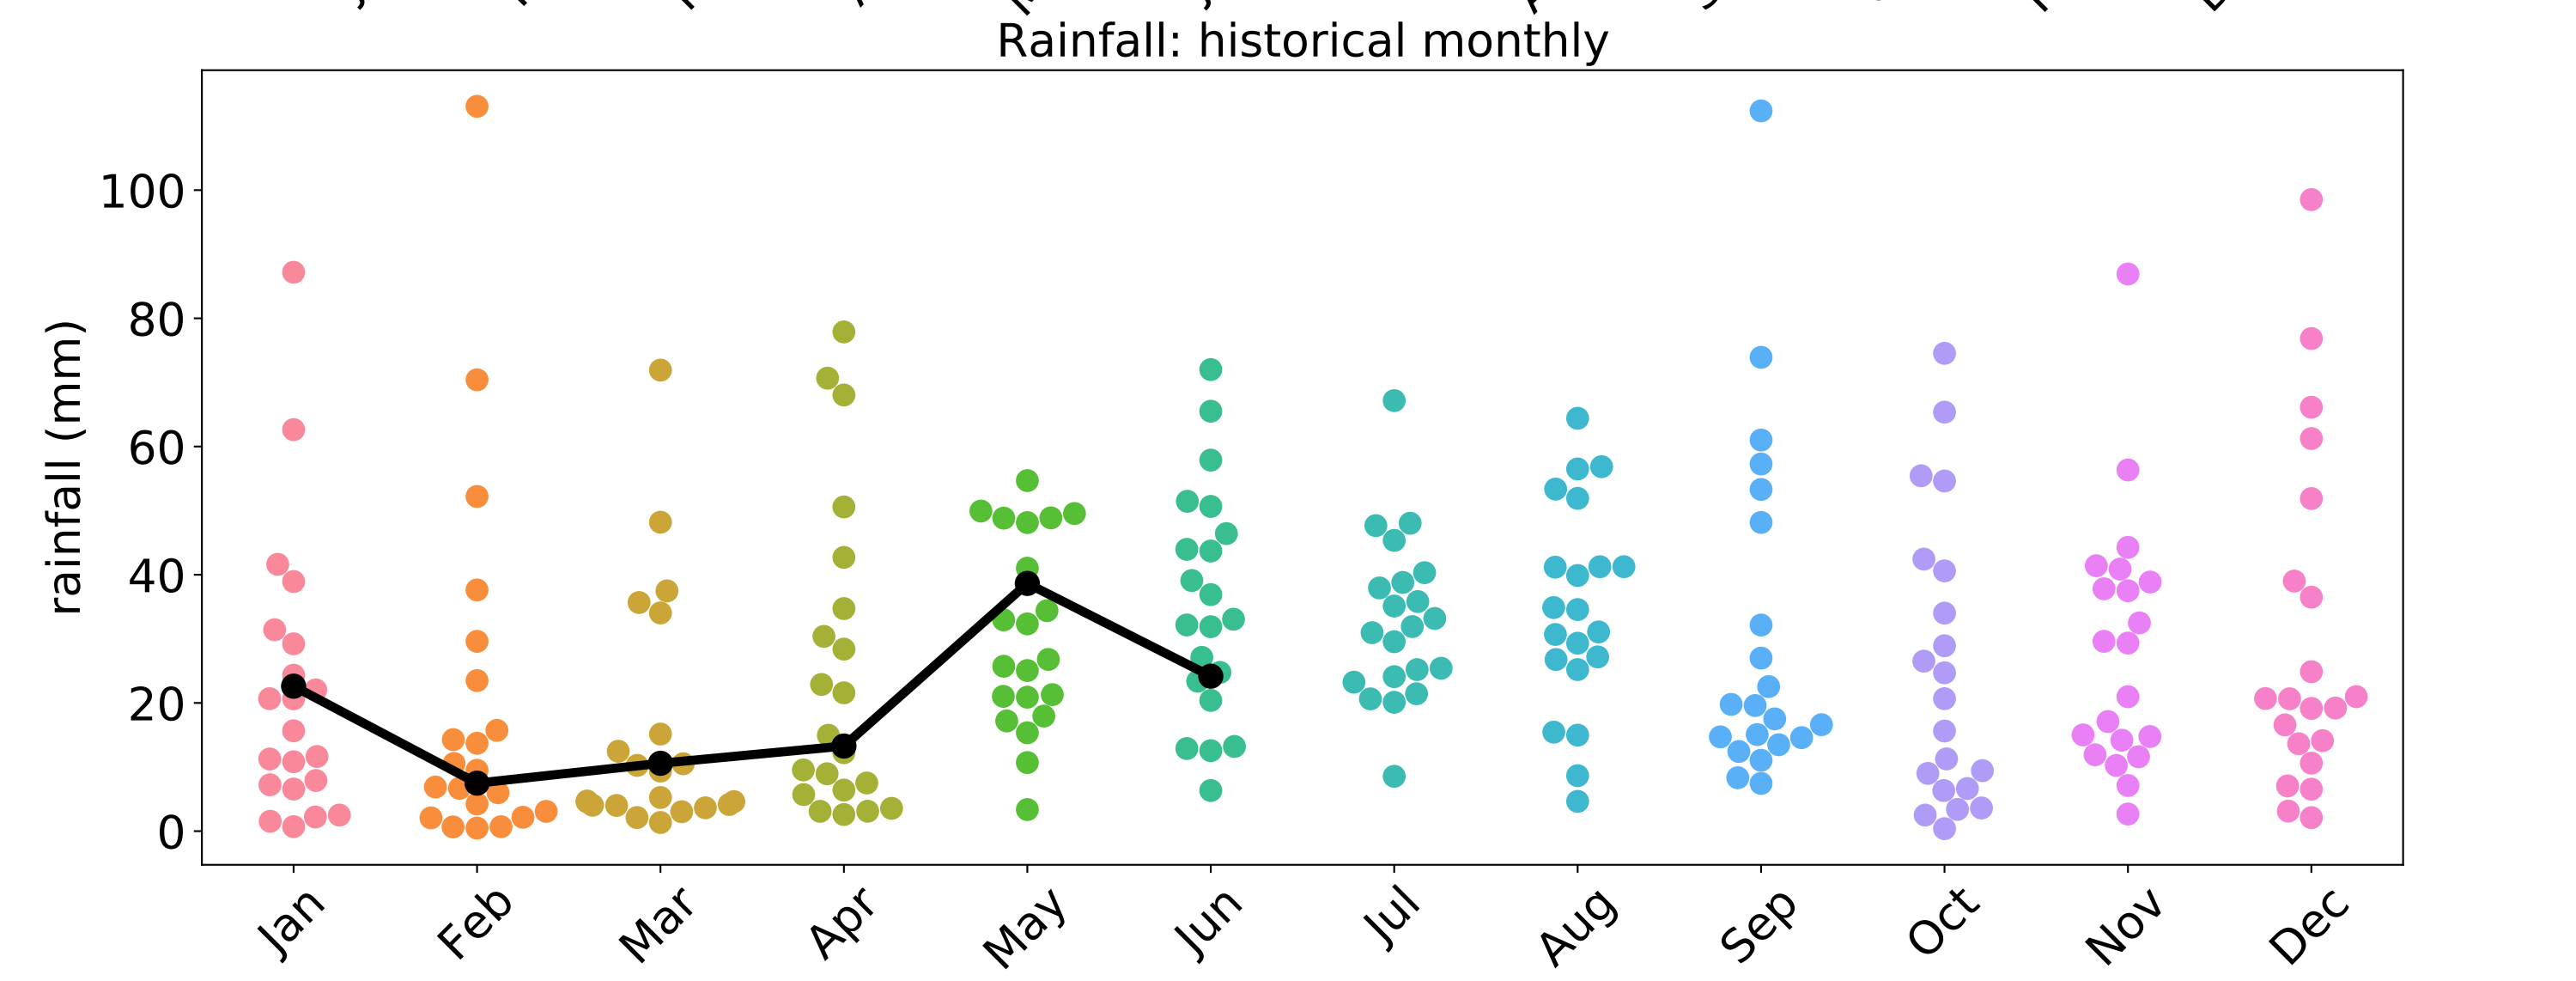 Rainfall: historical monthly
rainfall (mm)
100
80
60
40
20
0
Jan
Feb
Mar
Apr
May
Jun
Jul
Aug
Sep
Oct
Nov
Dec